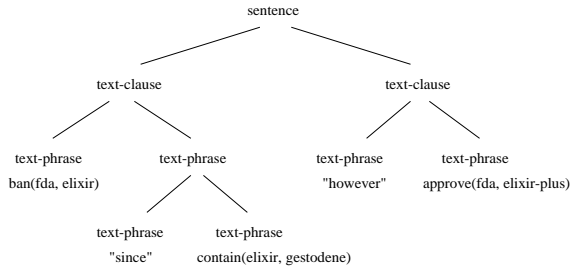 sentence
text-clause
text-clause
text-phrase
text-phrase
text-phrase
text-phrase
ban(fda, elixir)
"however"
approve(fda, elixir-plus)
text-phrase
text-phrase
"since"
contain(elixir, gestodene)